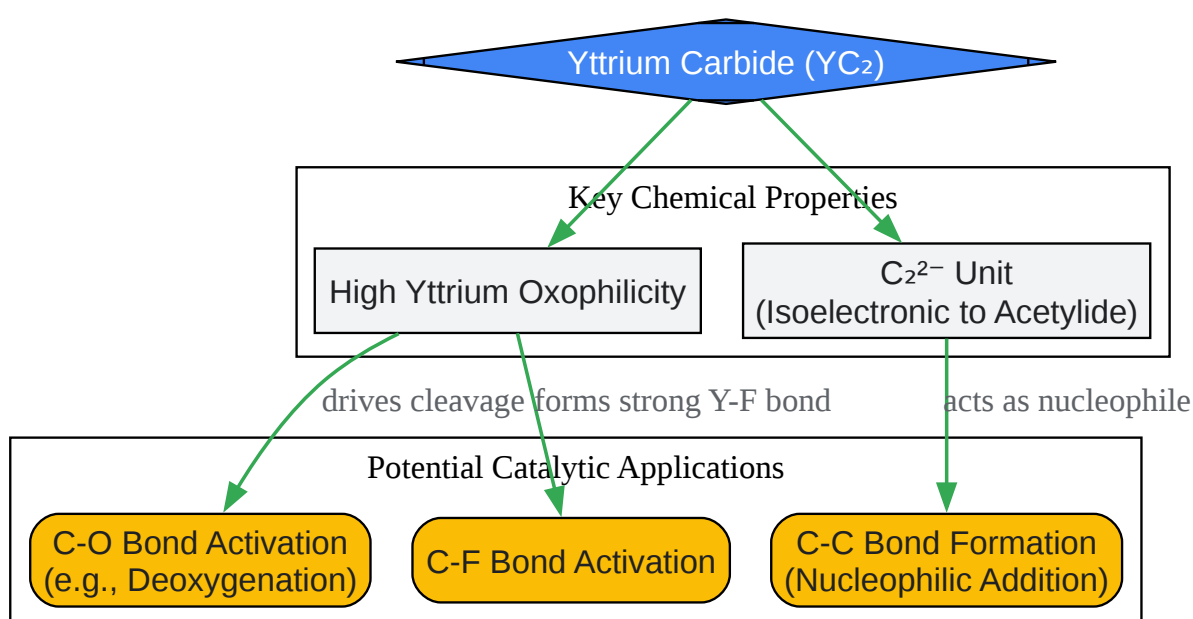 Yttrium Carbide (YC₂)
Key Chemical Properties
High Yttrium Oxophilicity
C₂²⁻ Unit
(Isoelectronic to Acetylide)
drives cleavage
forms strong Y-F bond
acts as nucleophile
Potential Catalytic Applications
C-O Bond Activation
(e.g., Deoxygenation)
C-F Bond Activation
C-C Bond Formation
(Nucleophilic Addition)